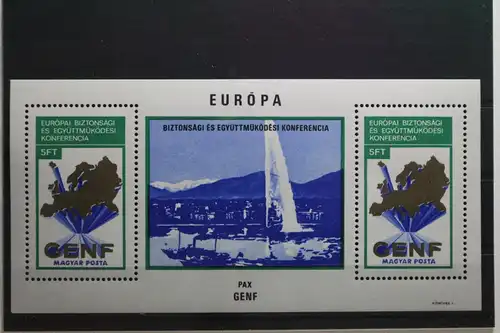 EURÓPA
EURÓPAI BIZTONSÁGI
ÉS EGYÜTTMŰKÖDÉSI
KONFERENCIA
5FT
GENF
MAGYAR POSTA
BIZTONSÁGI ÉS EGYÜTTMŰKÖDÉSI KONFERENCIA
PAX
GENF
EURÓPAI BIZTONSÁGI
ÉS EGYÜTTMŰKÖDÉSI
KONFERENCIA
5FT
GENF
MAGYAR POSTA